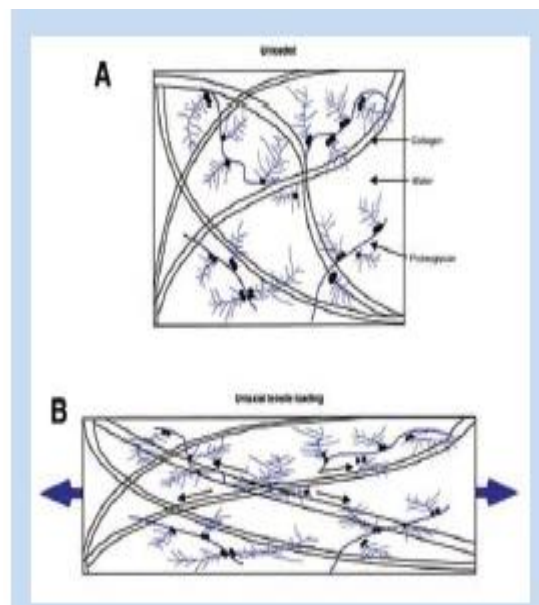 Unloaded
A
Collagen
Water
Proteoglycan
B
Uniaxial tensile loading